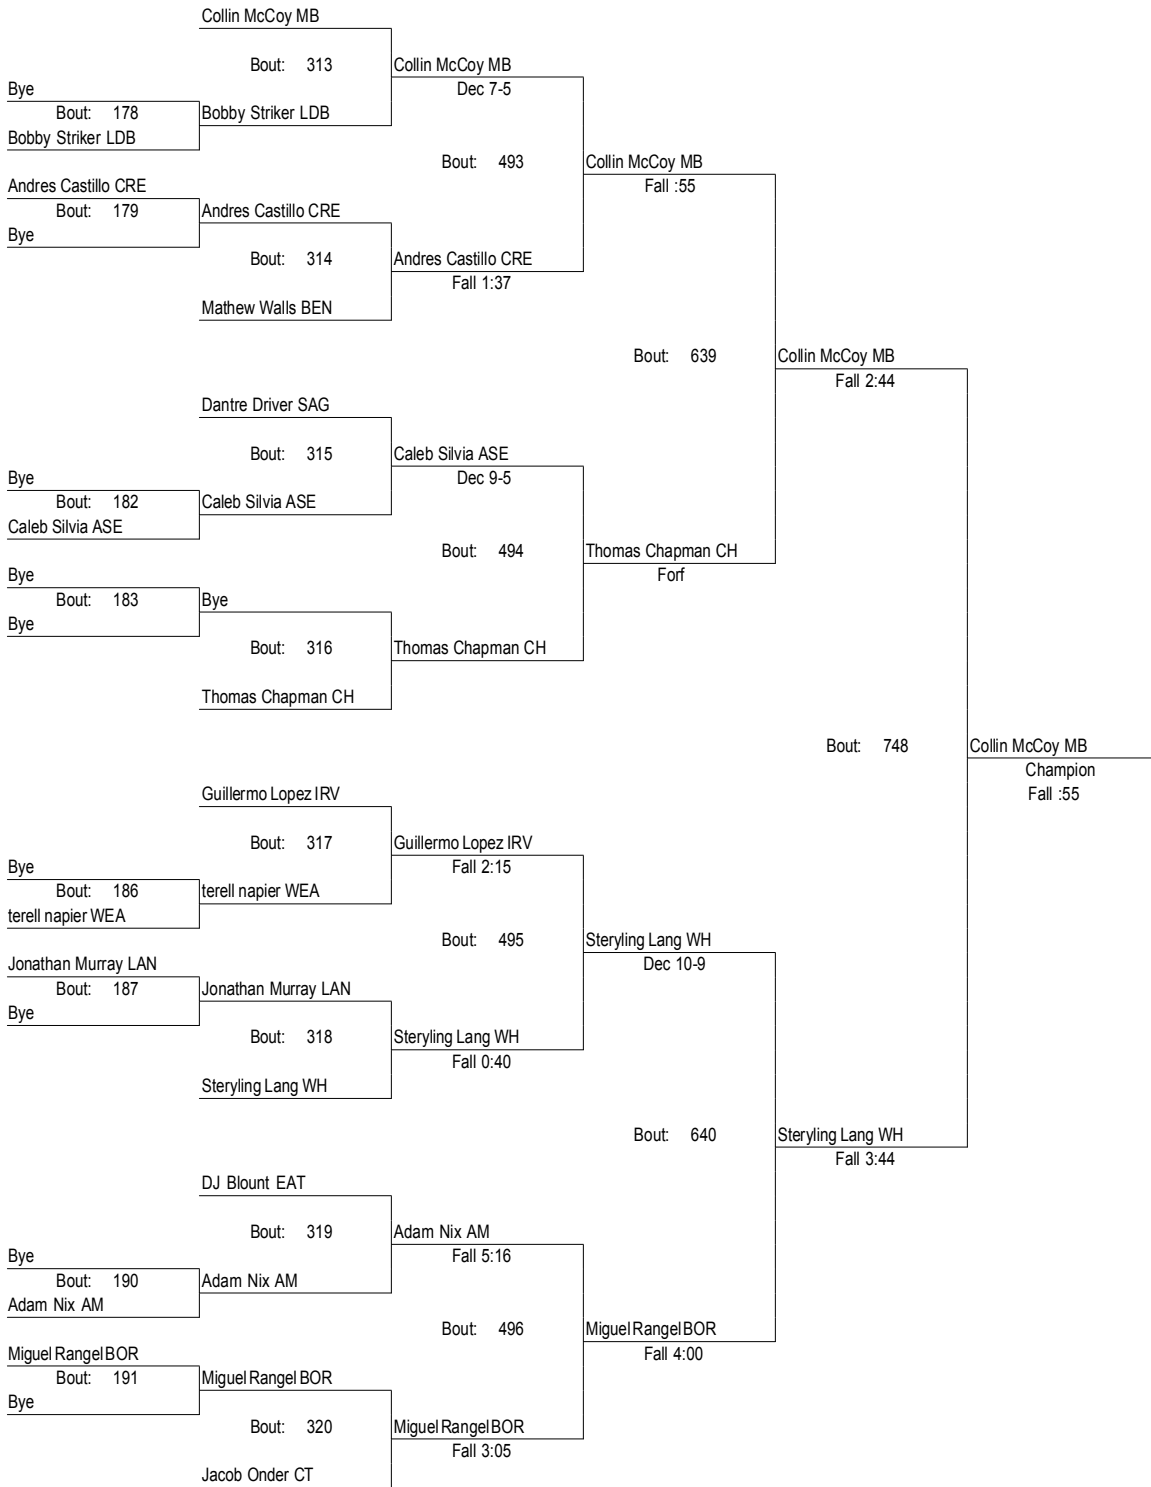 Collin McCoy MB
Bout: 313 Collin McCoy MB
Bye Dec 7-5
Bout: 178 Bobby Striker LDB
Bobby Striker LDB
Bout: 493 Collin McCoy MB
Andres Castillo CRE Fall :55
Bout: 179 Andres Castillo CRE
Bye
Bout: 314 Andres Castillo CRE
Fall 1:37
Mathew Walls BEN
Bout: 639 Collin McCoy MB
Fall 2:44
Dantre Driver SAG
Bout: 315 Caleb Silvia ASE
Bye Dec 9-5
Bout: 182 Caleb Silvia ASE
Caleb Silvia ASE
Bout: 494 Thomas Chapman CH
Bye Forf
Bout: 183 Bye
Bye
Bout: 316 Thomas Chapman CH
Thomas Chapman CH
Bout: 748 Collin McCoy MB
Champion
Guillermo Lopez IRV Fall :55
Bout: 317 Guillermo Lopez IRV
Bye Fall 2:15
Bout: 186 terell napier WEA
terell napier WEA
Bout: 495 Steryling Lang WH
Jonathan Murray LAN Dec 10-9
Bout: 187 Jonathan Murray LAN
Bye
Bout: 318 Steryling Lang WH
Fall 0:40
Steryling Lang WH
Bout: 640 Steryling Lang WH
Fall 3:44
DJ Blount EAT
Bout: 319 Adam Nix AM
Bye Fall 5:16
Bout: 190 Adam Nix AM
Adam Nix AM
Bout: 496 Miguel Rangel BOR
Miguel Rangel BOR Fall 4:00
Bout: 191 Miguel Rangel BOR
Bye
Bout: 320 Miguel Rangel BOR
Fall 3:05
Jacob Onder CT